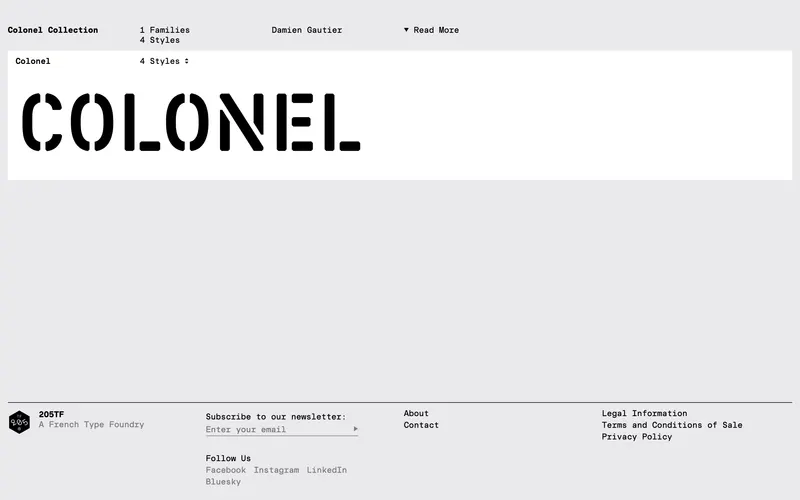 Colonel Collection
1 Families
4 Styles
Damien Gautier
▼ Read More
Colonel
4 Styles
COLONEL
205TF
A French Type Foundry
Subscribe to our newsletter:
Enter your email
Follow Us
Facebook Instagram LinkedIn
Bluesky
About
Contact
Legal Information
Terms and Conditions of Sale
Privacy Policy